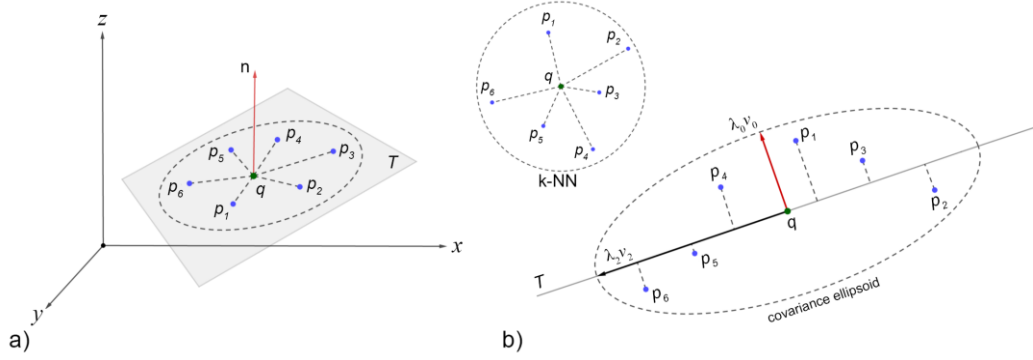 z
n
p4
p5
p3
T
p6
q
p2
p1
x
y
a)
p1
p2
q
p6
p3
p5
p4
k-NN
λ0v0
p1
p3
p4
p2
q
λ2v2
p5
T
p6
covariance ellipsoid
b)